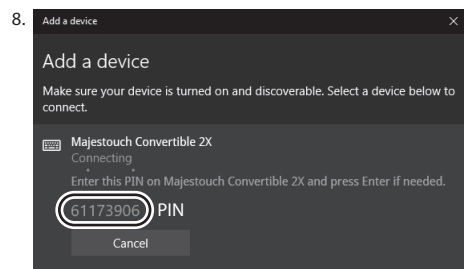 8.
Add a device
Add a device
Make sure your device is turned on and discoverable. Select a device below to
connect.
Majestouch Convertible 2X
Connecting
Enter this PIN on Majestouch Convertible 2X and press Enter if needed.
61173906 PIN
Cancel